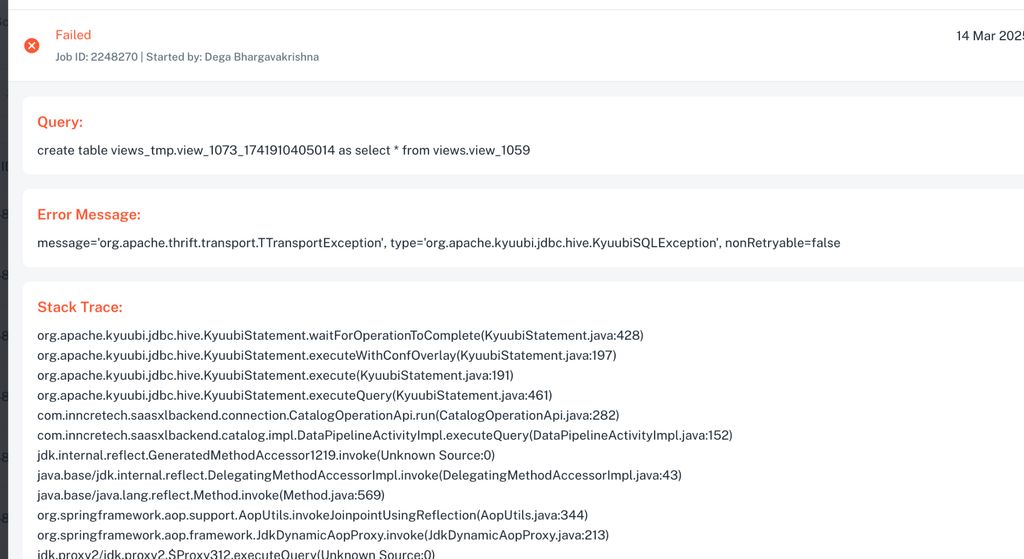 Failed
14 Mar 2025
Job ID: 2248270 | Started by: Dega Bhargavakrishna
Query:
create table views_tmp.view_1073_1741910405014 as select * from views.view_1059
Error Message:
message='org.apache.thrift.transport.TTransportException', type='org.apache.kyuubi.jdbc.hive.KyuubiSQLException', nonRetryable=false
Stack Trace:
org.apache.kyuubi.jdbc.hive.KyuubiStatement.waitForOperationToComplete(KyuubiStatement.java:428)
org.apache.kyuubi.jdbc.hive.KyuubiStatement.executeWithConfOverlay(KyuubiStatement.java:197)
org.apache.kyuubi.jdbc.hive.KyuubiStatement.execute(KyuubiStatement.java:191)
org.apache.kyuubi.jdbc.hive.KyuubiStatement.executeQuery(KyuubiStatement.java:461)
com.inncretech.saasxlbackend.connection.CatalogOperationApi.run(CatalogOperationApi.java:282)
com.inncretech.saasxlbackend.catalog.impl.DataPipelineActivityImpl.executeQuery(DataPipelineActivityImpl.java:152)
jdk.internal.reflect.GeneratedMethodAccessor1219.invoke(Unknown Source:0)
java.base/jdk.internal.reflect.DelegatingMethodAccessorImpl.invoke(DelegatingMethodAccessorImpl.java:43)
java.base/java.lang.reflect.Method.invoke(Method.java:569)
org.springframework.aop.support.AopUtils.invokeJoinpointUsingReflection(AopUtils.java:344)
org.springframework.aop.framework.JdkDynamicAopProxy.invoke(JdkDynamicAopProxy.java:213)
jdk.proxy2/jdk.proxy2.$Proxy312.executeQuery(Unknown Source:0)